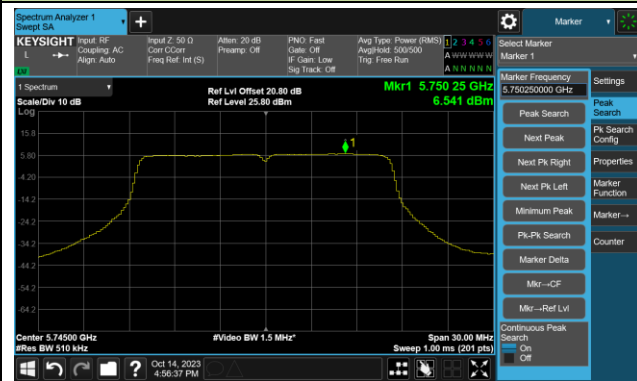 Spectrum Analyzer 1
Swept SA
+
Marker
KEYSIGHT
L
Input: RF
Coupling: AC
Align: Auto
Input Z: 50 Ω
Corr CCorr
Freq Ref: Int (S)
Atten: 20 dB
Preamp: Off
PNO: Fast
Gate: Off
IF Gain: Low
Sig Track: Off
Avg Type: Power (RMS)
Avg|Hold: 500/500
Trig: Free Run
1 2 3 4 5 6
A W W W W W
A N N N N N
Select Marker
Marker 1
1 Spectrum
Scale/Div 10 dB
Log
Ref Lvl Offset 20.80 dB
Ref Level 25.80 dBm
Mkr1 5.750 25 GHz
6.541 dBm
15.8
5.80
-4.20
-14.2
-24.2
-34.2
-44.2
-54.2
-64.2
1
Center 5.74500 GHz
#Res BW 510 kHz
#Video BW 1.5 MHz*
Span 30.00 MHz
Sweep 1.00 ms (201 pts)
Marker Frequency
5.750250000 GHz
Peak Search
Next Peak
Next Pk Right
Next Pk Left
Minimum Peak
Pk-Pk Search
Marker Delta
Mkr→CF
Mkr→Ref Lvl
Continuous Peak
Search
On
Off
Settings
Peak
Search
Pk Search
Config
Properties
Marker
Function
Marker→
Counter
?
Oct 14, 2023
4:56:37 PM